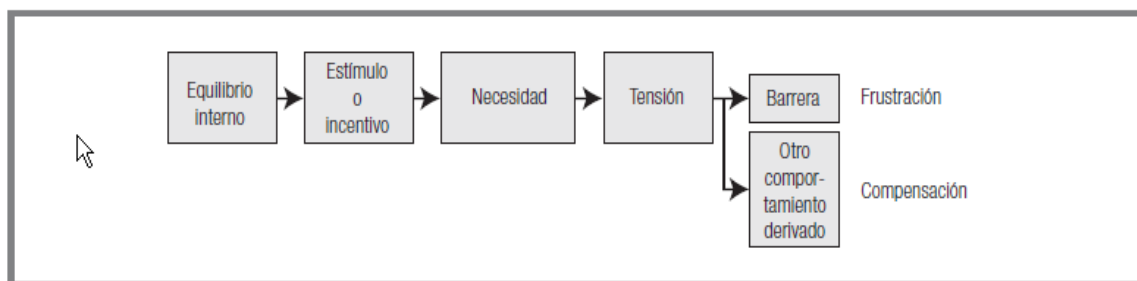 Equilibrio
interno
Estímulo
o
incentivo
Necesidad
Tensión
Barrera
Frustración
Otro
compor-
tamiento
derivado
Compensación